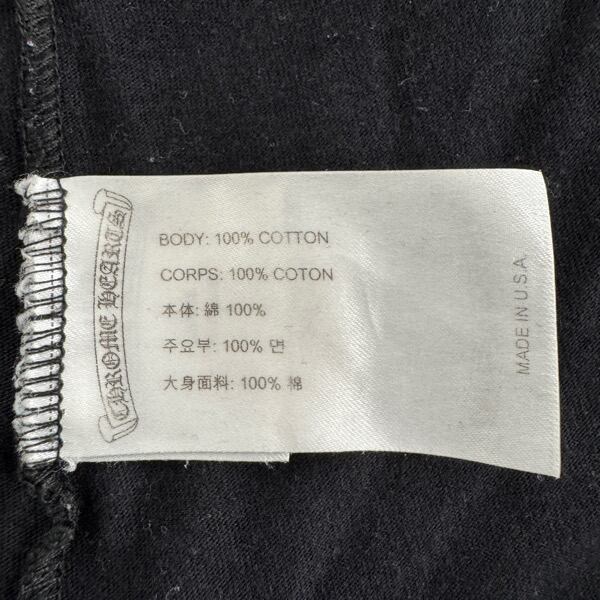 CHROME HEARTS
BODY: 100% COTTON
CORPS: 100% COTON
本体: 綿 100%
주요부: 100% 면
大身面料: 100% 棉
MADE IN U.S.A.